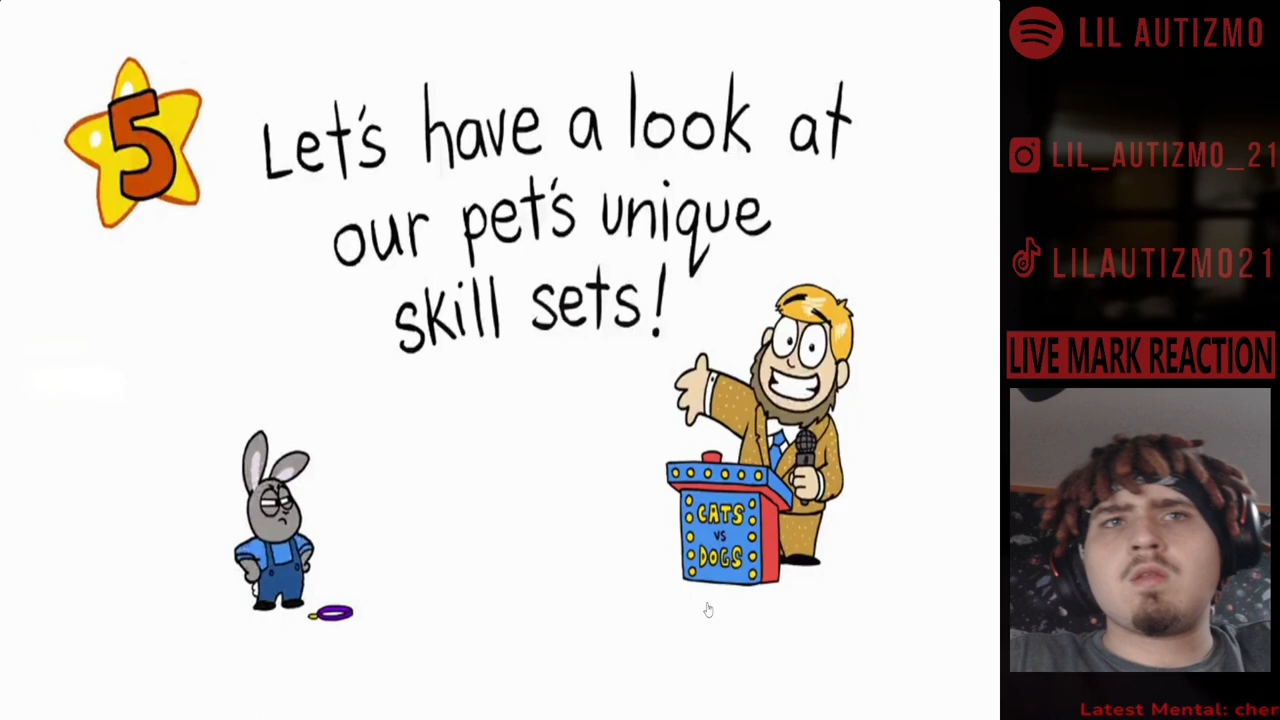 5
Let's have a look at
our pet's unique
skill sets!
CATS
VS
DOGS
LIL AUTIZMO
LIL_AUTIZMO_21
LILAUTIZMO21
LIVE MARK REACTION
Latest Mental: cher